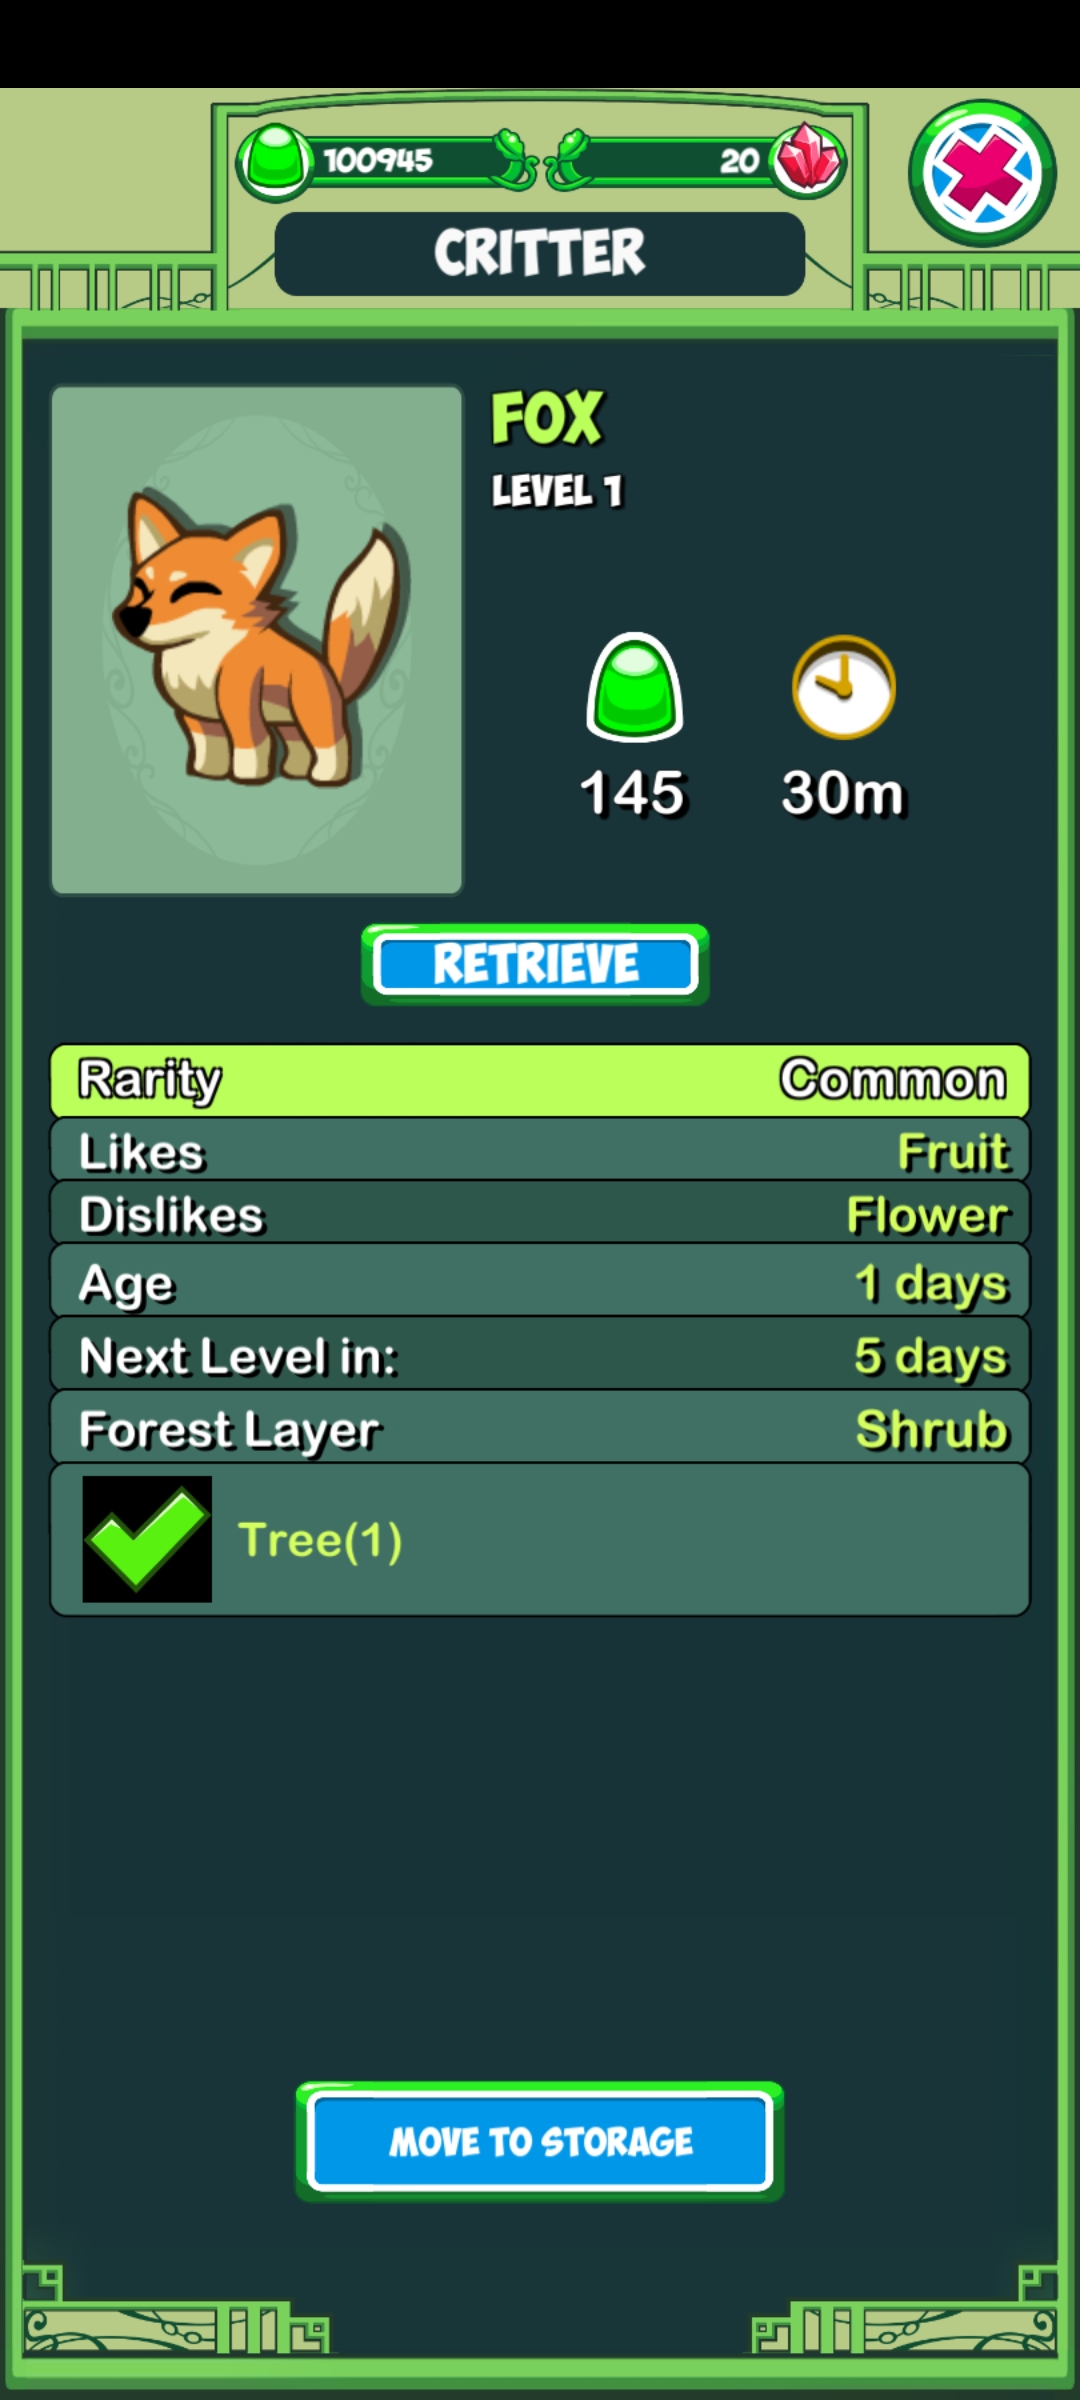 100945
20
CRITTER
FOX
LEVEL 1
145
30m
RETRIEVE
Rarity Common
Likes Fruit
Dislikes Flower
Age 1 days
Next Level in: 5 days
Forest Layer Shrub
Tree(1)
MOVE TO STORAGE